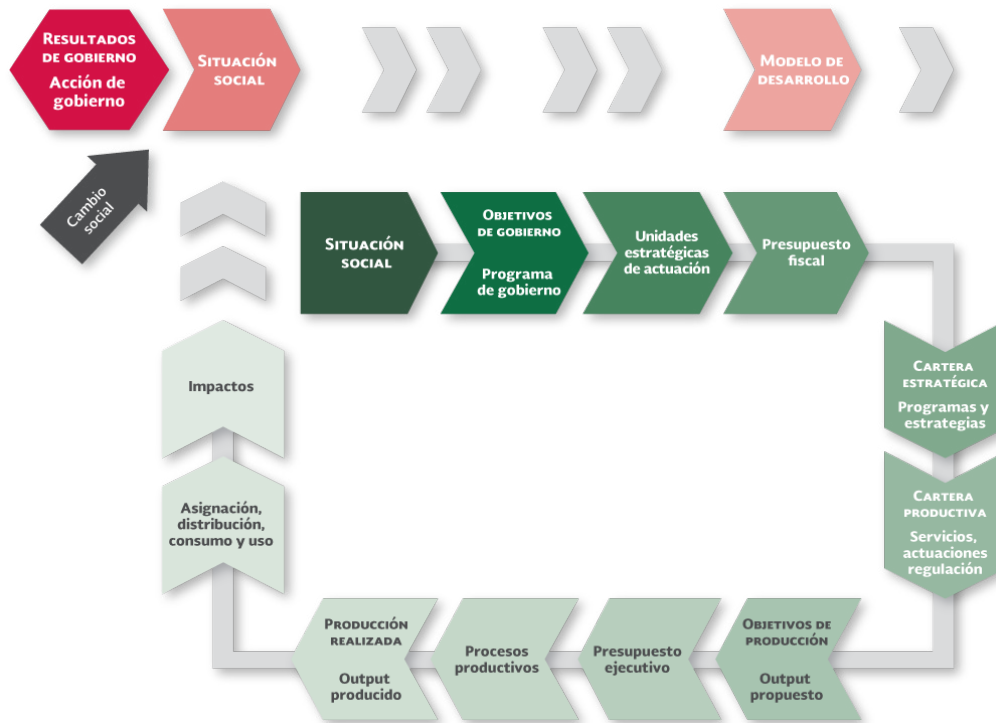 RESULTADOS
DE GOBIERNO
Acción de
gobierno
SITUACIÓN
SOCIAL
MODELO DE
DESARROLLO
Cambio
social
SITUACIÓN
SOCIAL
OBJETIVOS
DE GOBIERNO
Programa
de gobierno
Unidades
estratégicas
de actuación
Presupuesto
fiscal
CARTERA
ESTRATÉGICA
Programas y
estrategias
CARTERA
PRODUCTIVA
Servicios,
actuaciones
regulación
OBJETIVOS DE
PRODUCCIÓN
Output
propuesto
Presupuesto
ejecutivo
Procesos
productivos
PRODUCCIÓN
REALIZADA
Output
producido
Asignación,
distribución,
consumo y uso
Impactos